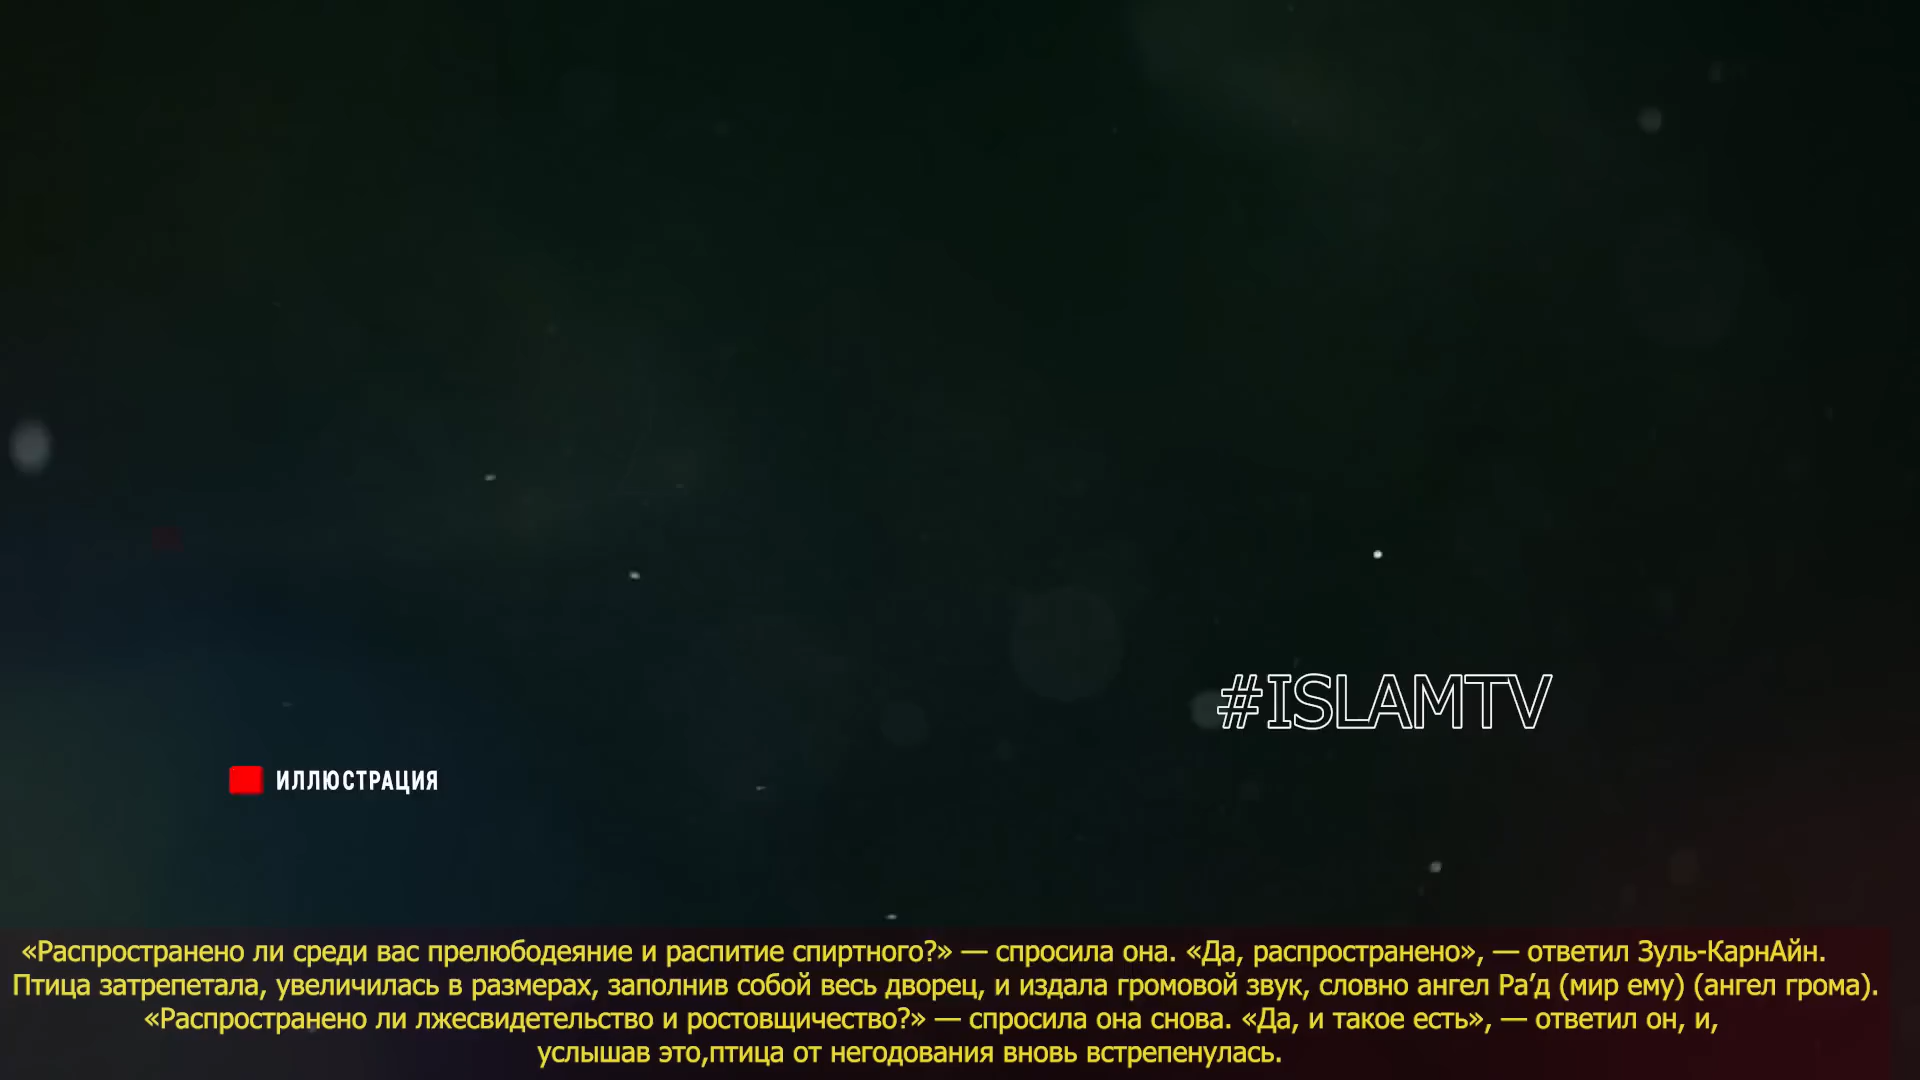 #ISLAMTV
ИЛЛЮСТРАЦИЯ
«Распространено ли среди вас прелюбодеяние и распитие спиртного?» — спросила она. «Да, распространено», — ответил Зуль-КарнАйн.
Птица затрепетала, увеличилась в размерах, заполнив собой весь дворец, и издала громовой звук, словно ангел Ра’д (мир ему) (ангел грома).
«Распространено ли лжесвидетельство и ростовщичество?» — спросила она снова. «Да, и такое есть», — ответил он, и,
услышав это,птица от негодования вновь встрепенулась.